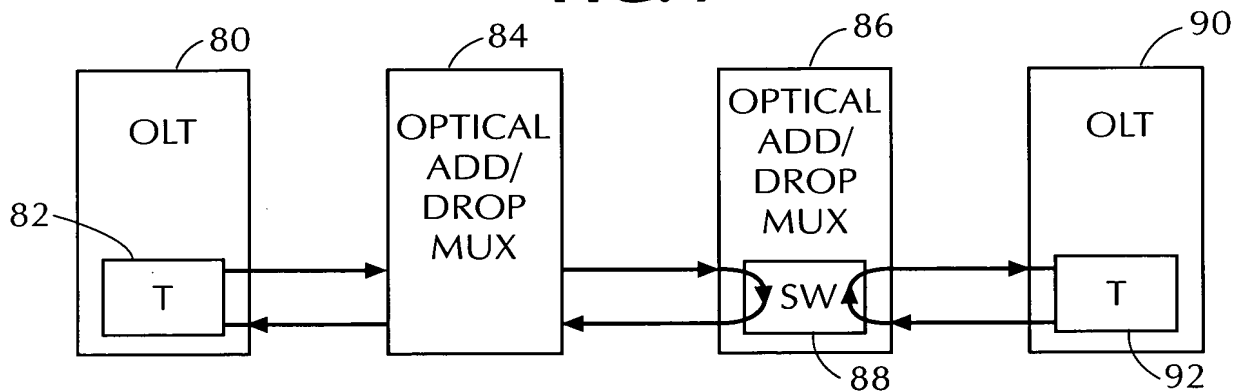 80
84
86
90
OLT
OPTICAL
ADD/
DROP
MUX
OPTICAL
ADD/
DROP
MUX
OLT
82
T
SW
T
88
92